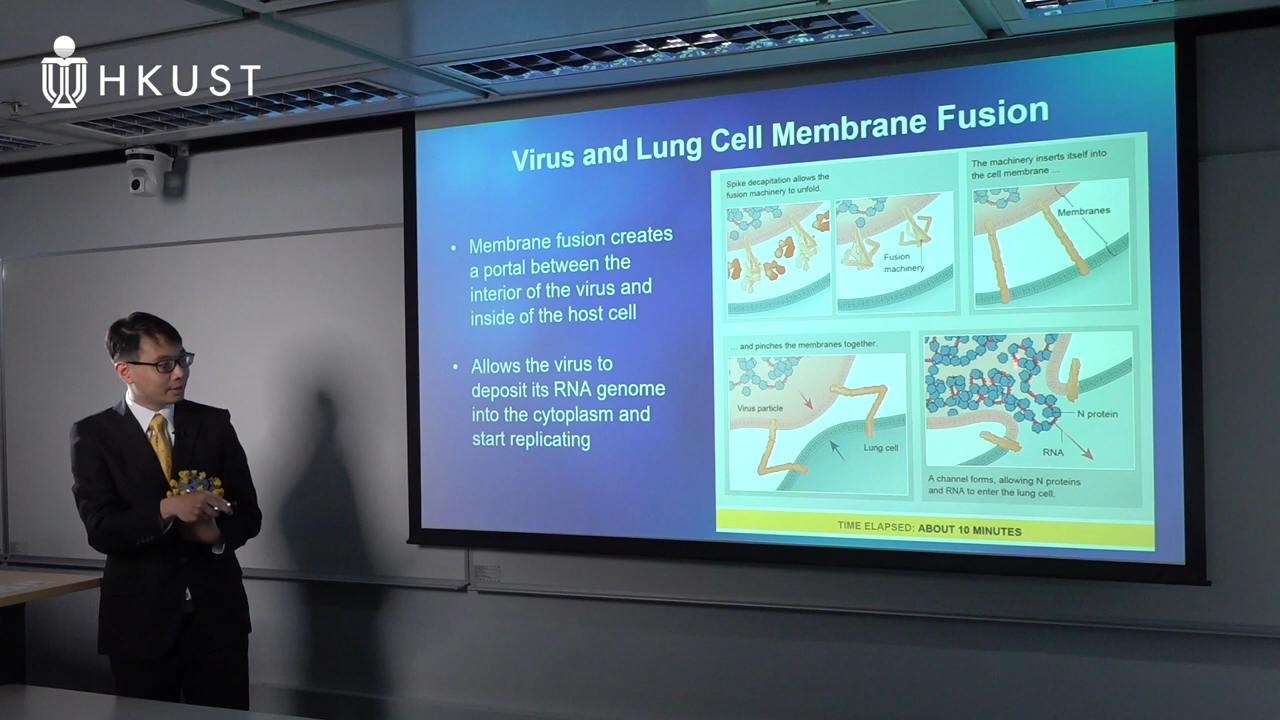 HKUST
Virus and Lung Cell Membrane Fusion
• Membrane fusion creates
a portal between the
interior of the virus and
inside of the host cell
• Allows the virus to
deposit its RNA genome
into the cytoplasm and
start replicating
Spike decapitation allows the
fusion machinery to unfold.
Fusion
machinery
The machinery inserts itself into
the cell membrane ...
Membranes
... and pinches the membranes together.
Virus particle
Lung cell
N protein
RNA
A channel forms, allowing N proteins
and RNA to enter the lung cell.
TIME ELAPSED: ABOUT 10 MINUTES